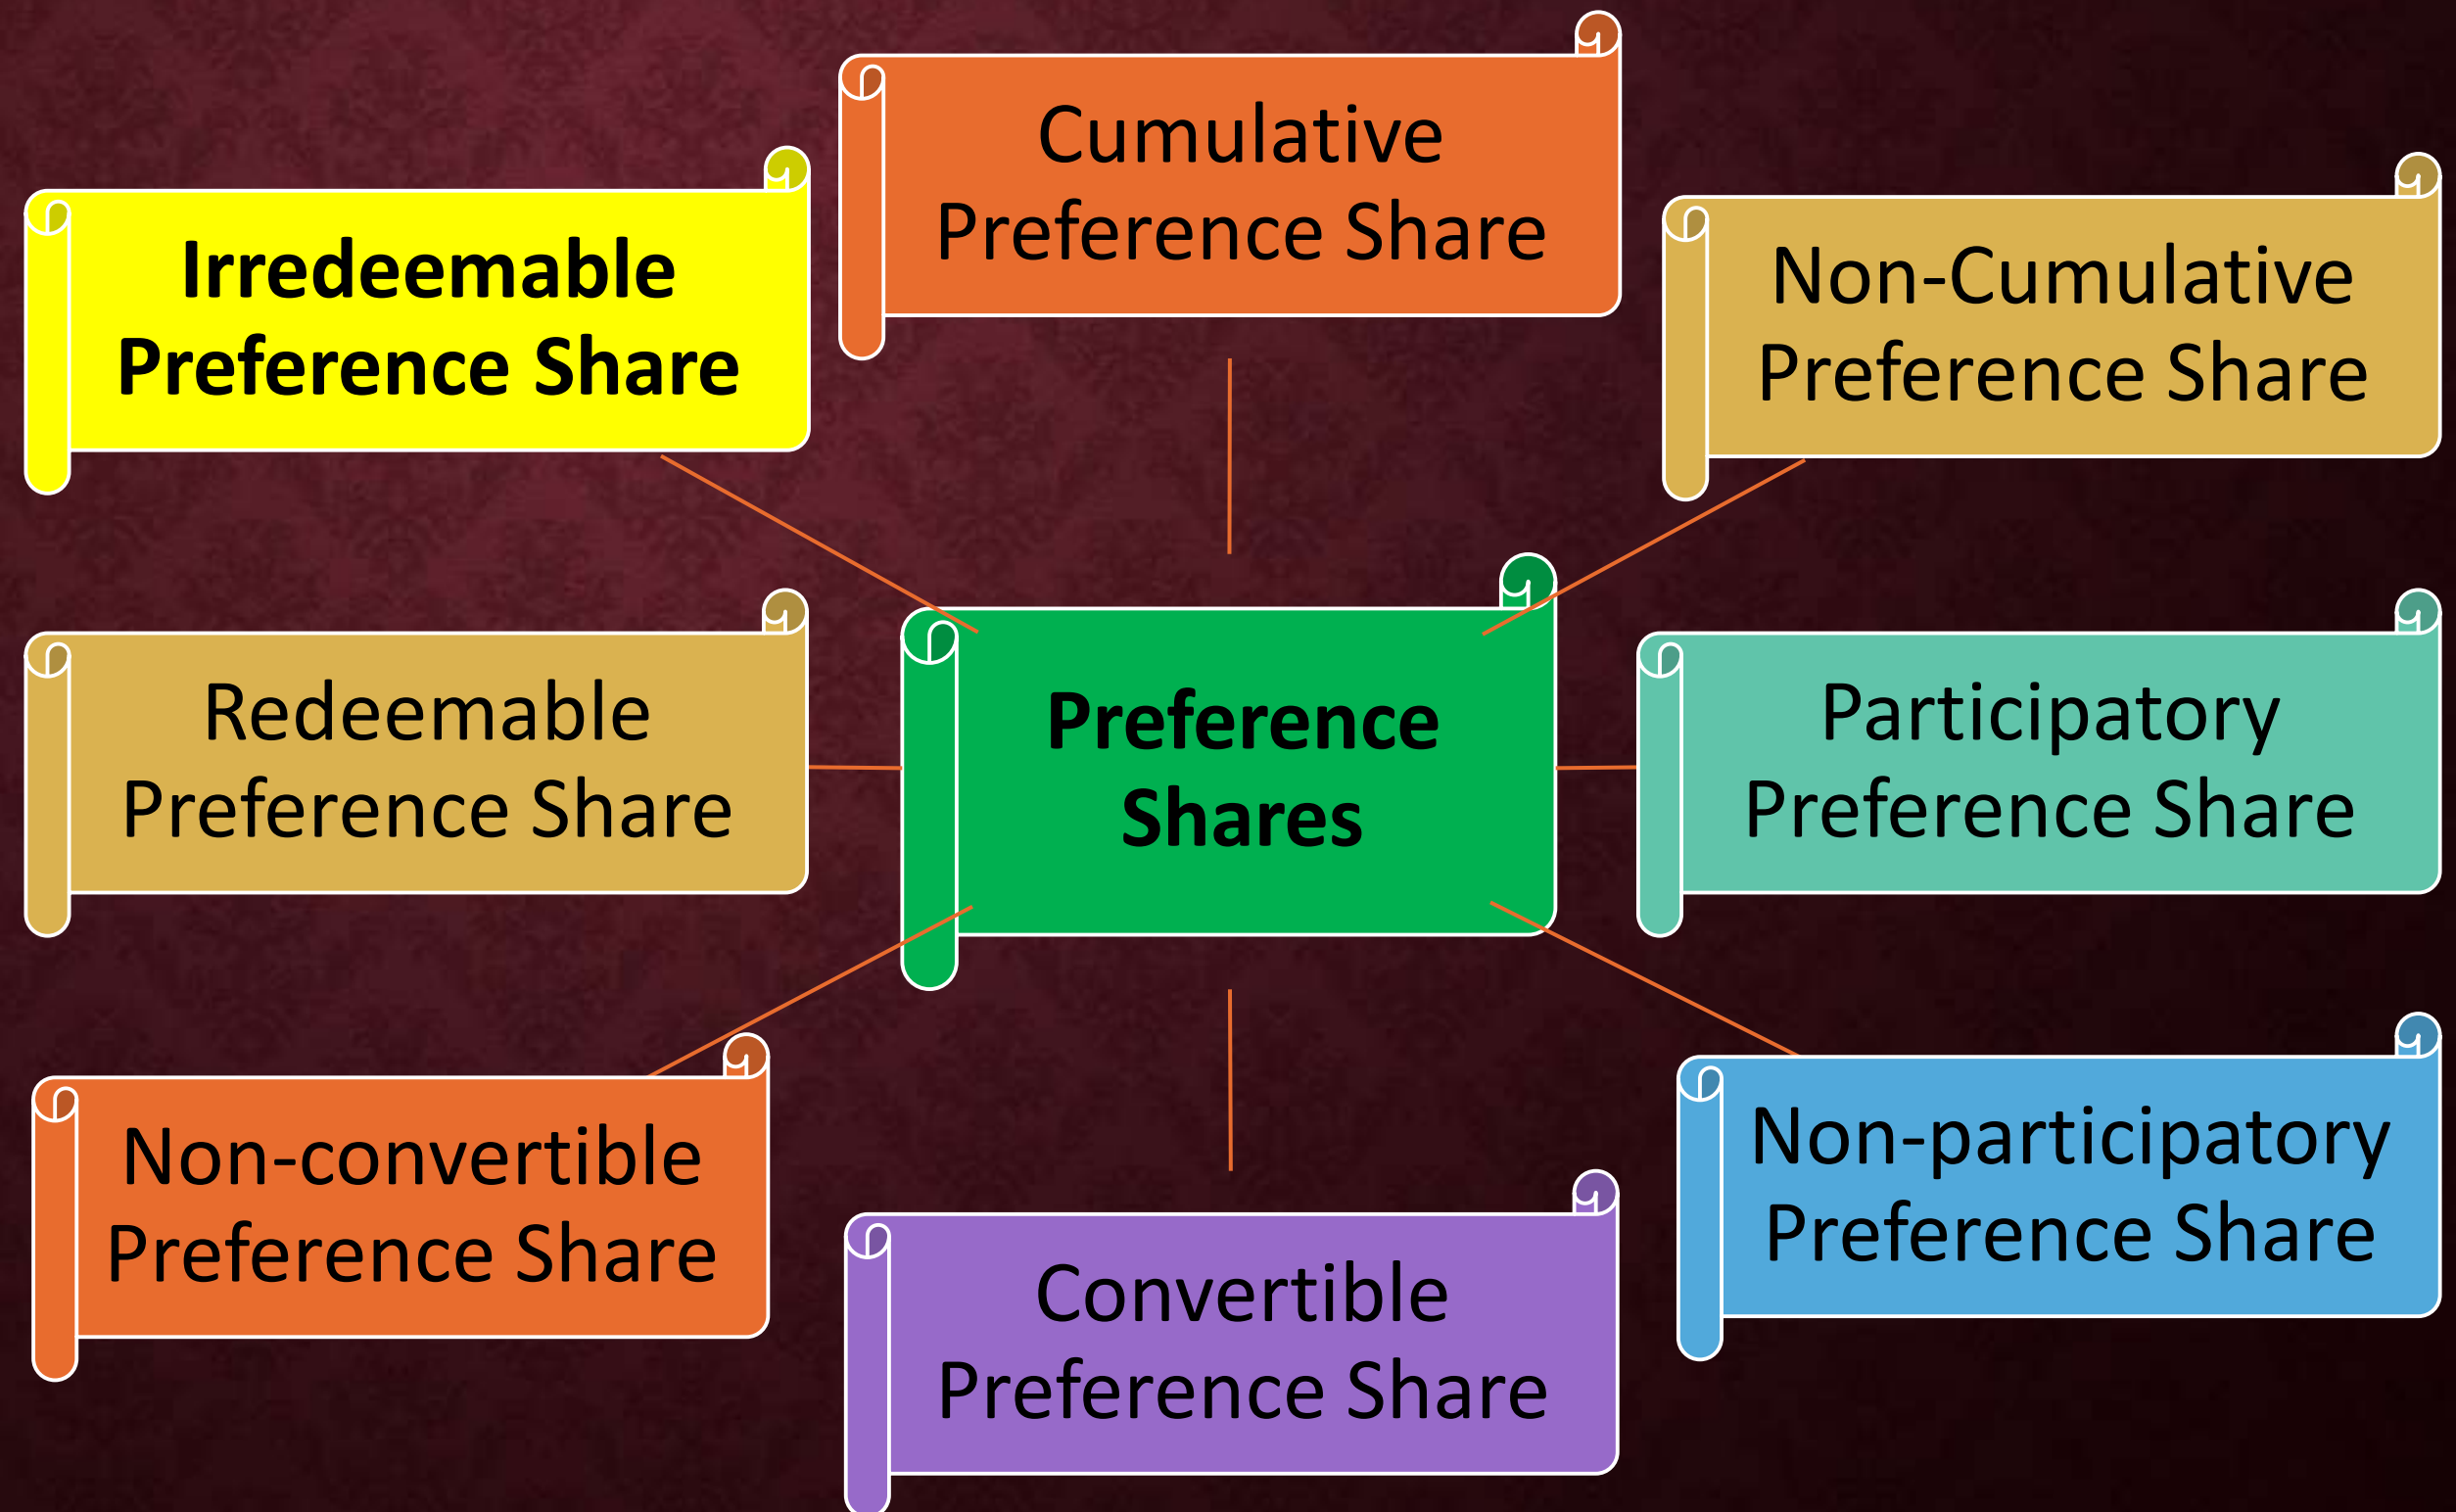 Cumulative
Preference Share
Irredeemable
Preference Share
Non-Cumulative
Preference Share
Redeemable
Preference Share
Preference
Shares
Participatory
Preference Share
Non-convertible
Preference Share
Non-participatory
Preference Share
Convertible
Preference Share